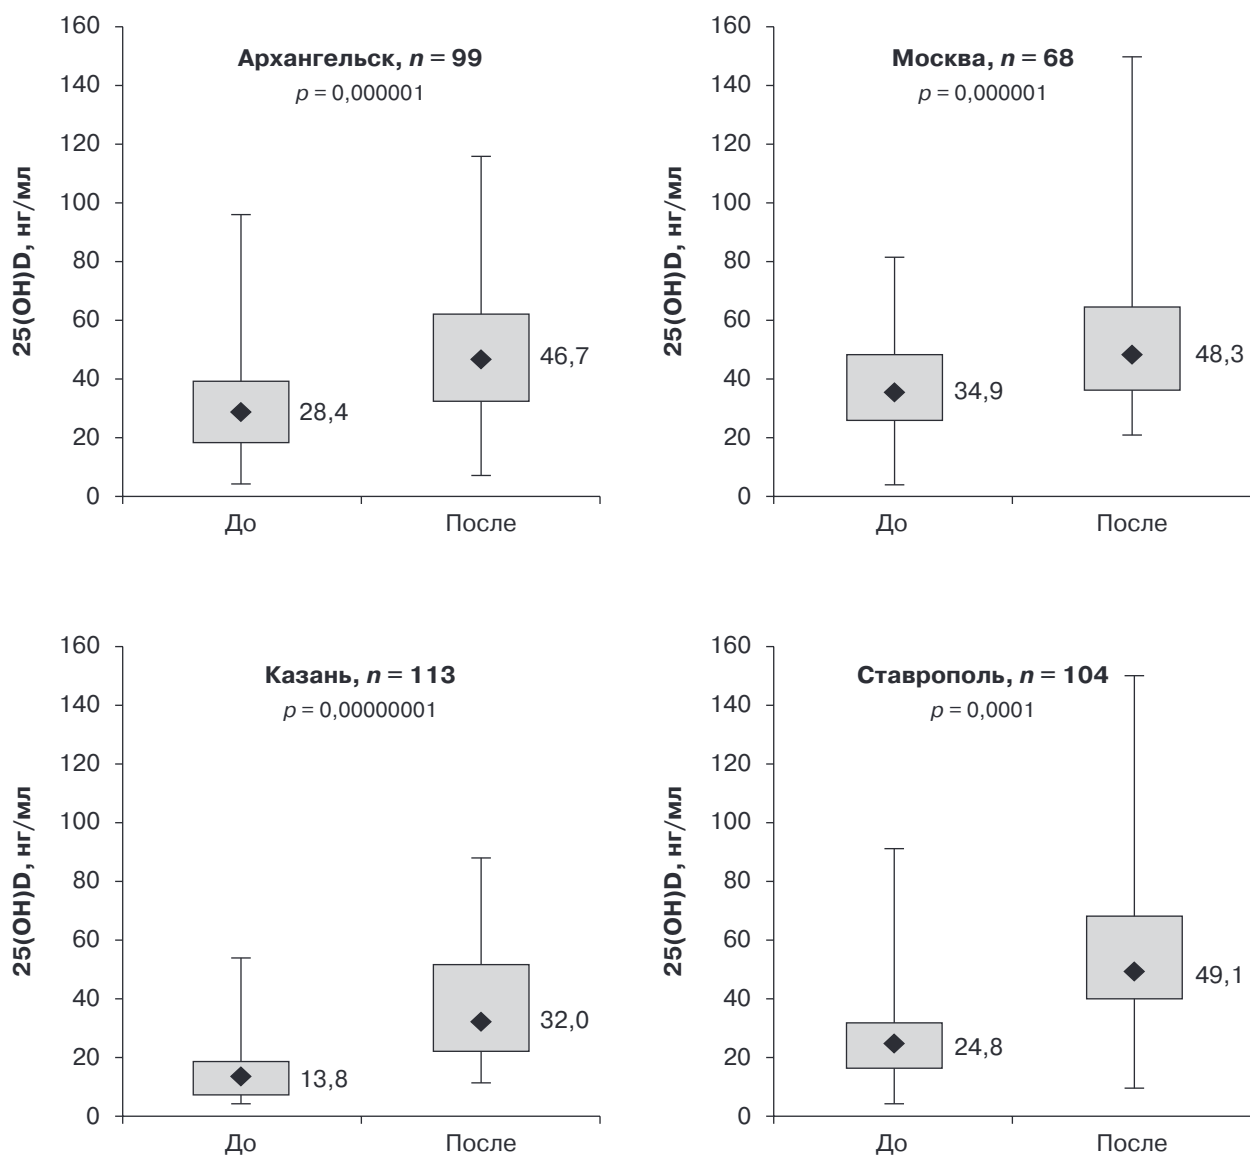 Архангельск, n = 99
p = 0,000001
25(OH)D, нг/мл
160
140
120
100
80
60
40
20
0
28,4
46,7
До
После
Москва, n = 68
p = 0,000001
25(OH)D, нг/мл
160
140
120
100
80
60
40
20
0
34,9
48,3
До
После
Казань, n = 113
p = 0,00000001
25(OH)D, нг/мл
160
140
120
100
80
60
40
20
0
13,8
32,0
До
После
Ставрополь, n = 104
p = 0,0001
25(OH)D, нг/мл
160
140
120
100
80
60
40
20
0
24,8
49,1
До
После